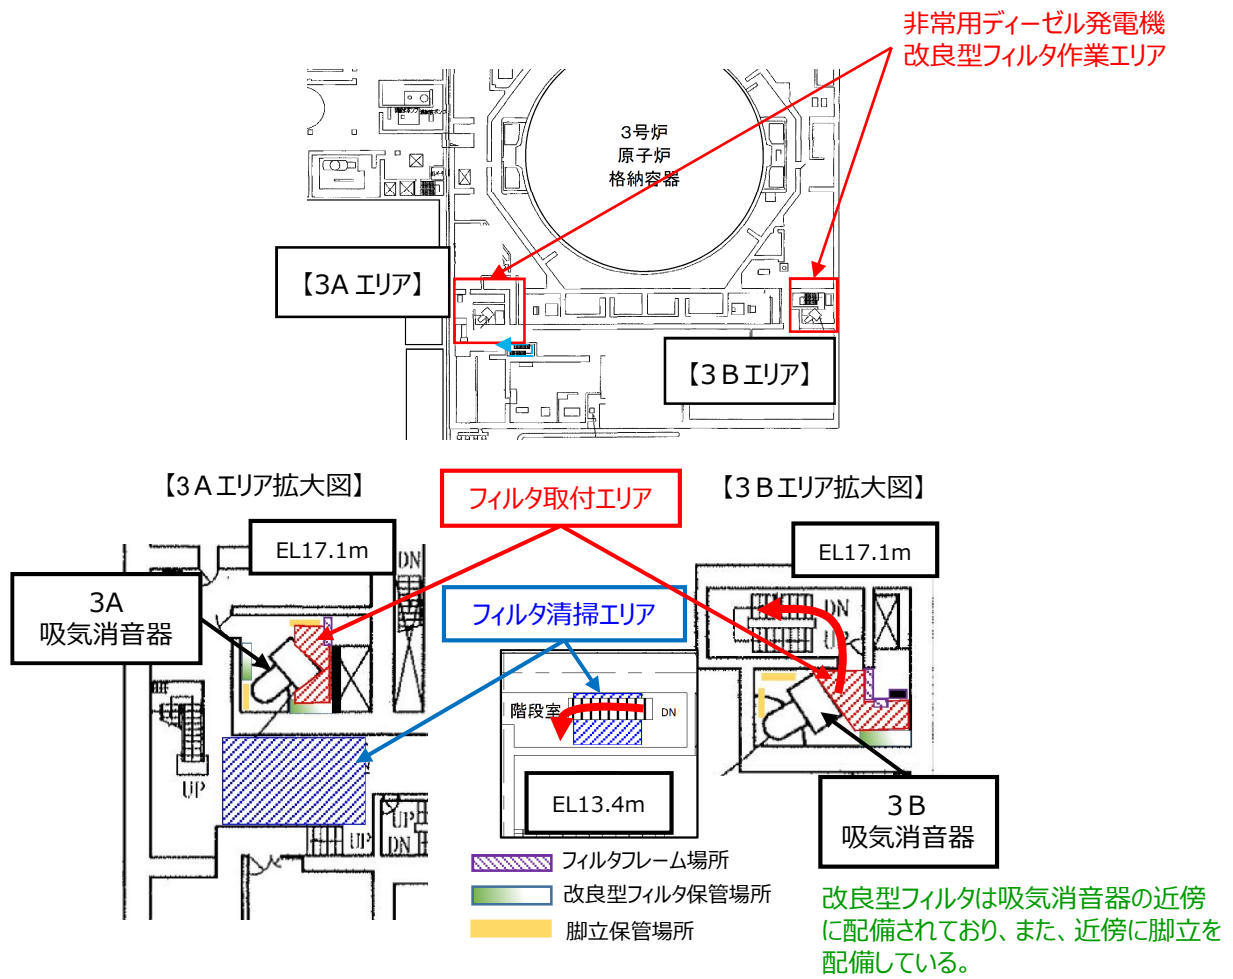 非常用ディーゼル発電機
改良型フィルタ作業エリア
3号炉
原子炉
格納容器
【3A エリア】
【3Bエリア】
【3Aエリア拡大図】
フィルタ取付エリア
【3Bエリア拡大図】
EL17.1m
EL17.1m
DN
3A
吸気消音器
フィルタ清掃エリア
DN
UP
階段室
DN
UP
EL13.4m
UP
UP
DN
3B
吸気消音器
フィルタフレーム場所
改良型フィルタ保管場所
脚立保管場所
改良型フィルタは吸気消音器の近傍
に配備されており、また、近傍に脚立を
配備している。